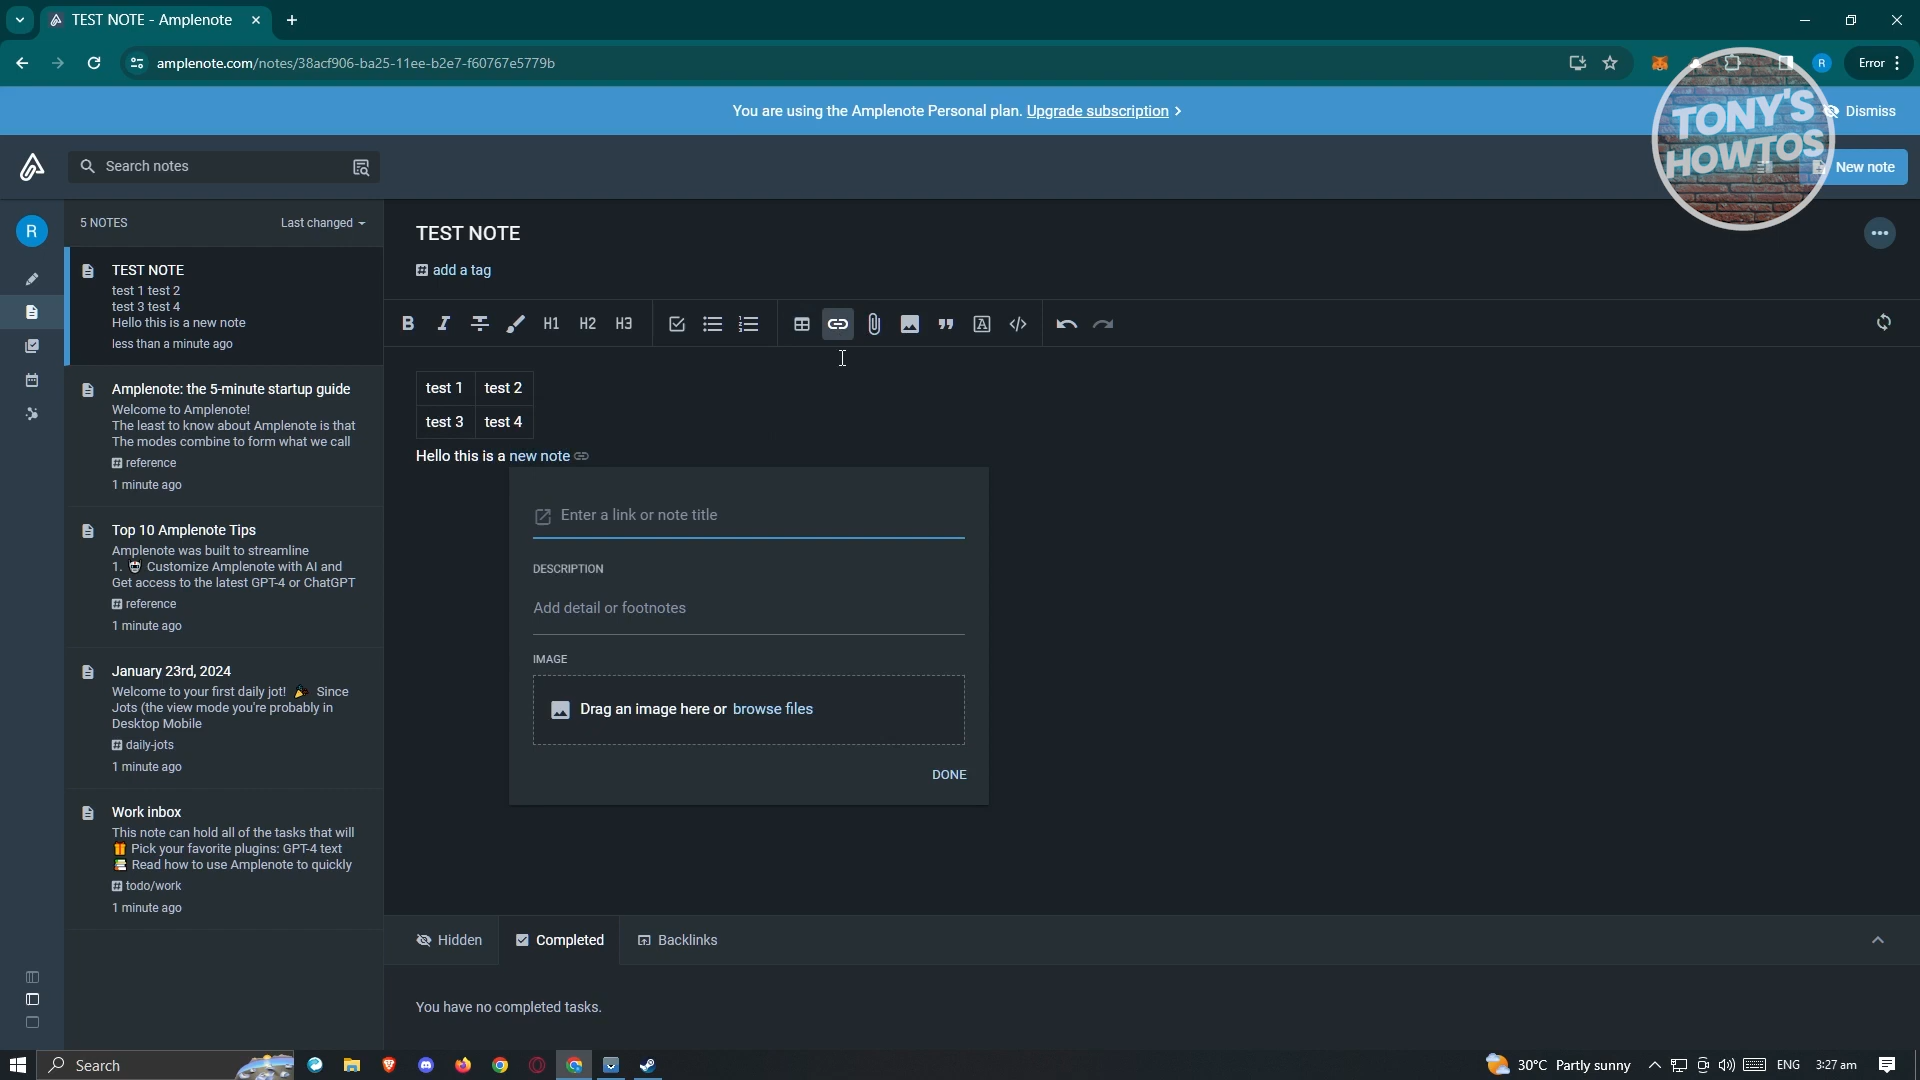 TEST NOTE - Amplenote
amplenote.com/notes/38acf906-ba25-11ee-b2e7-f60767e5779b
Error
You are using the Amplenote Personal plan. Upgrade subscription >
Dismiss
TONY'S
HOWTOS
Search notes
New note
R
5 NOTES
Last changed
TEST NOTE
test 1 test 2
test 3 test 4
Hello this is a new note
less than a minute ago
Amplenote: the 5-minute startup guide
Welcome to Amplenote!
The least to know about Amplenote is that
The modes combine to form what we call
reference
1 minute ago
Top 10 Amplenote Tips
Amplenote was built to streamline
1. Customize Amplenote with AI and
Get access to the latest GPT-4 or ChatGPT
reference
1 minute ago
January 23rd, 2024
Welcome to your first daily jot! 🎉 Since
Jots (the view mode you're probably in
Desktop Mobile
daily-jots
1 minute ago
Work inbox
This note can hold all of the tasks that will
Pick your favorite plugins: GPT-4 text
Read how to use Amplenote to quickly
todo/work
1 minute ago
TEST NOTE
add a tag
B I H1 H2 H3
test 1 test 2
test 3 test 4
Hello this is a new note
Enter a link or note title
DESCRIPTION
Add detail or footnotes
IMAGE
Drag an image here or browse files
DONE
Hidden
Completed
Backlinks
You have no completed tasks.
Search
30°C Partly sunny
ENG
3:27 am